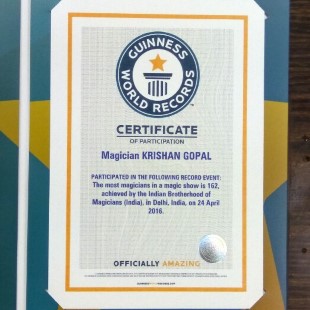 GUINNESS
WORLD RECORDS
CERTIFICATE
OF PARTICIPATION
Magician KRISHAN GOPAL
PARTICIPATED IN THE FOLLOWING RECORD EVENT:
The most magicians in a magic show is 162,
achieved by the Indian Brotherhood of
Magicians (India), in Delhi, India, on 24 April
2016.
OFFICIALLY AMAZING